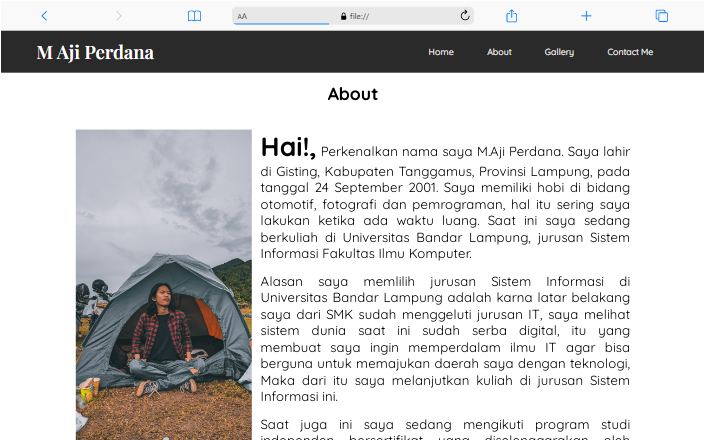 AA file://
M Aji Perdana Home About Gallery Contact Me
About
Hai!, Perkenalkan nama saya M.Aji Perdana. Saya lahir
di Gisting, Kabupaten Tanggamus, Provinsi Lampung, pada
tanggal 24 September 2001. Saya memiliki hobi di bidang
otomotif, fotografi dan pemrograman, hal itu sering saya
lakukan ketika ada waktu luang. Saat ini saya sedang
berkuliah di Universitas Bandar Lampung, jurusan Sistem
Informasi Fakultas Ilmu Komputer.
Alasan saya memlilih jurusan Sistem Informasi di
Universitas Bandar Lampung adalah karna latar belakang
saya dari SMK sudah menggeluti jurusan IT, saya melihat
sistem dunia saat ini sudah serba digital, itu yang
membuat saya ingin memperdalam ilmu IT agar bisa
berguna untuk memajukan daerah saya dengan teknologi,
Maka dari itu saya melanjutkan kuliah di jurusan Sistem
Informasi ini.
Saat juga ini saya sedang mengikuti program studi
independen bersertifikat yang diselenggarakan oleh